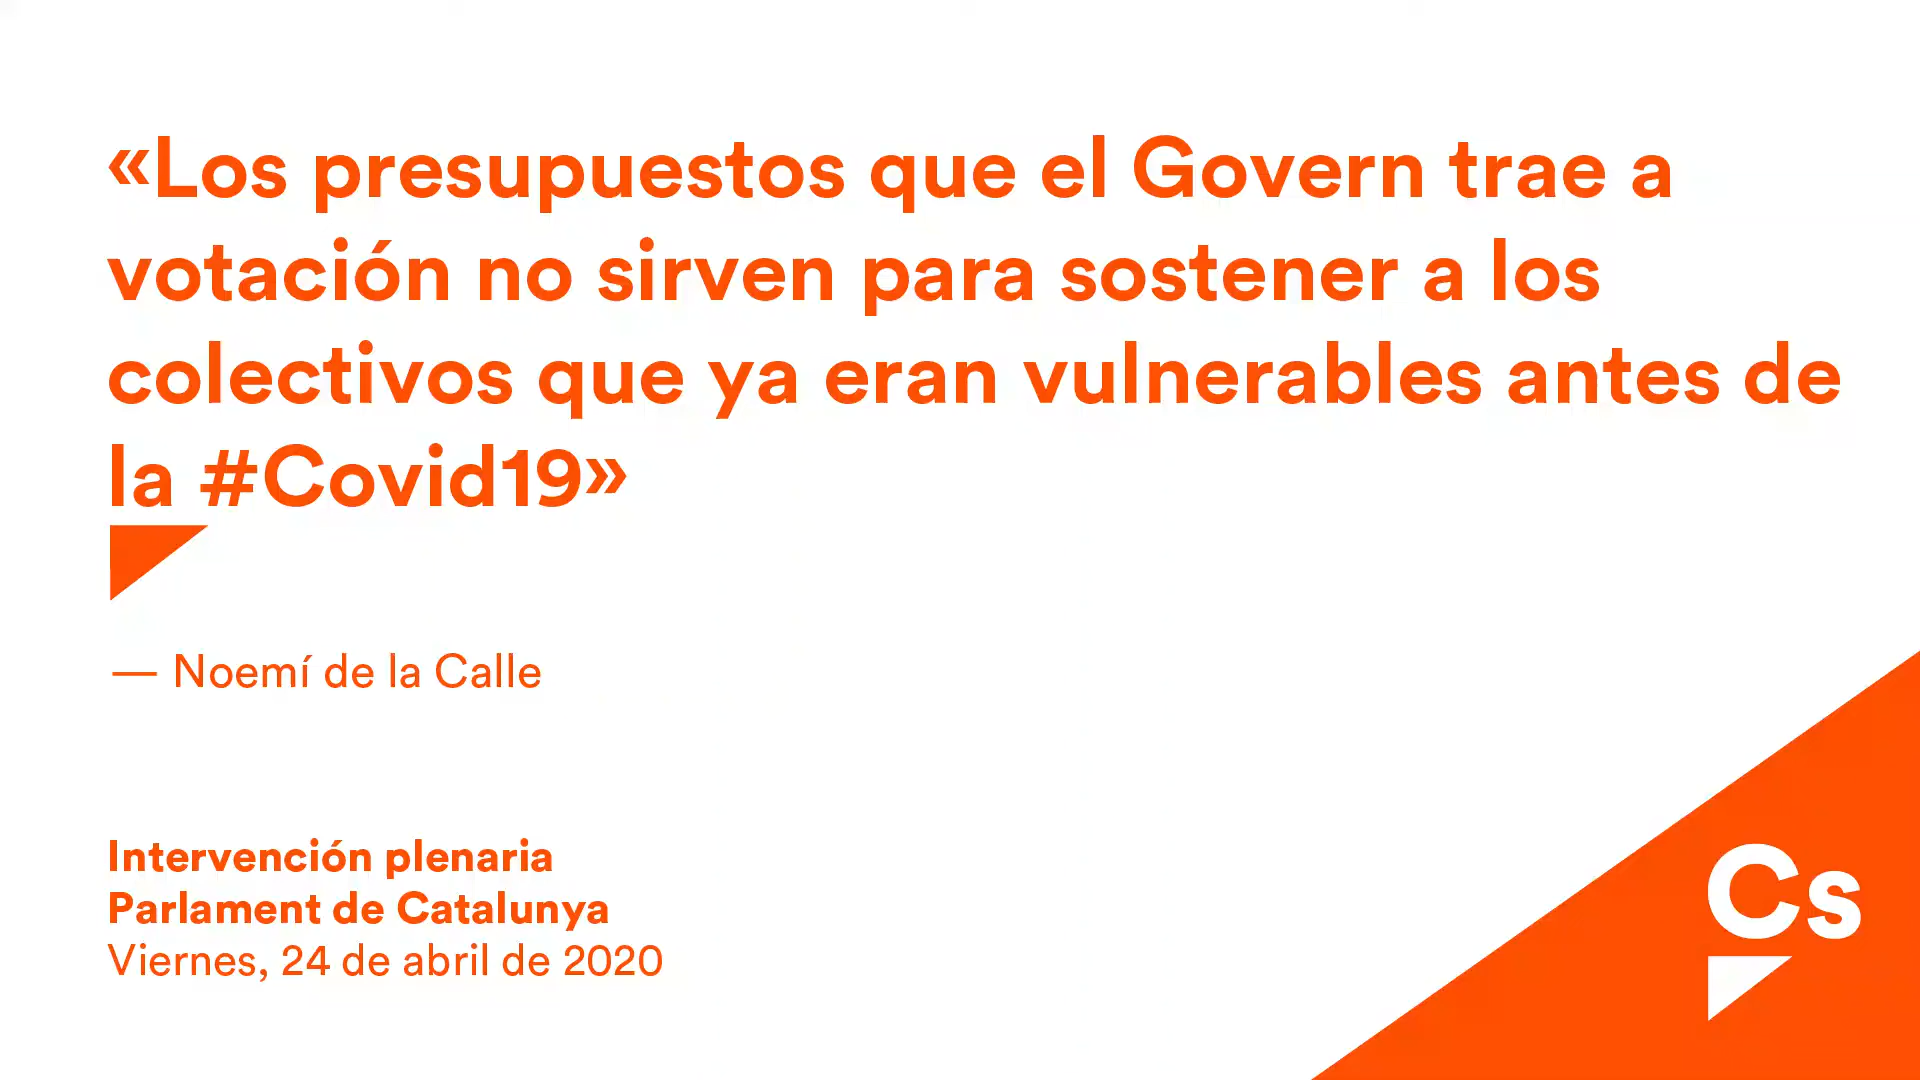 «Los presupuestos que el Govern trae a
votación no sirven para sostener a los
colectivos que ya eran vulnerables antes de
la #Covid19»
— Noemí de la Calle
Intervención plenaria
Parlament de Catalunya
Viernes, 24 de abril de 2020
Cs